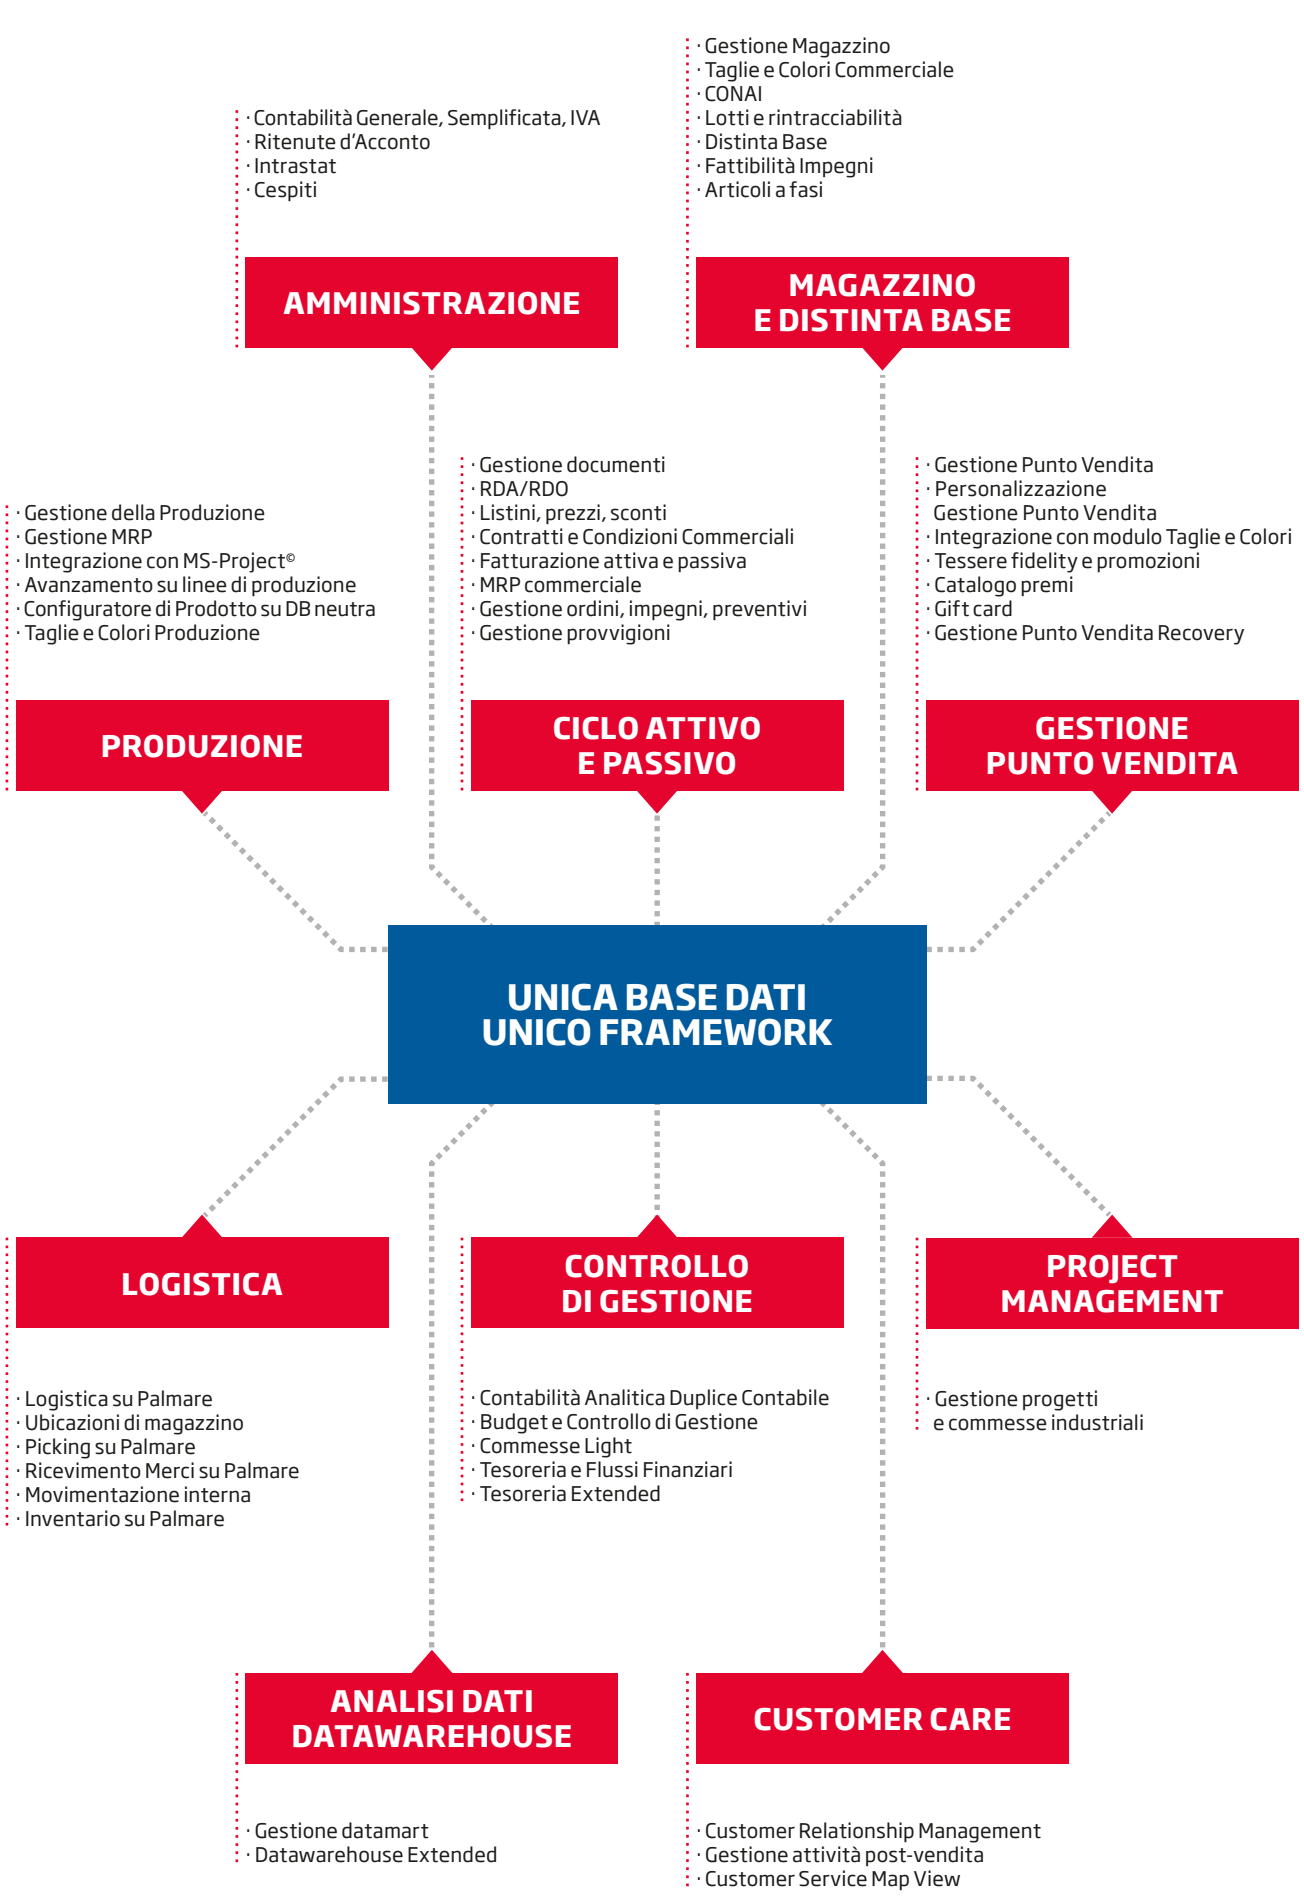 · Contabilità Generale, Semplificata, IVA
· Ritenute d'Acconto
· Intrastat
· Cespiti
AMMINISTRAZIONE
· Gestione Magazzino
· Taglie e Colori Commerciale
· CONAI
· Lotti e rintracciabilità
· Distinta Base
· Fattibilità Impegni
· Articoli a fasi
MAGAZZINO
E DISTINTA BASE
· Gestione della Produzione
· Gestione MRP
· Integrazione con MS-Project©
· Avanzamento su linee di produzione
· Configuratore di Prodotto su DB neutra
· Taglie e Colori Produzione
PRODUZIONE
· Gestione documenti
· RDA/RDO
· Listini, prezzi, sconti
· Contratti e Condizioni Commerciali
· Fatturazione attiva e passiva
· MRP commerciale
· Gestione ordini, impegni, preventivi
· Gestione provvigioni
CICLO ATTIVO
E PASSIVO
· Gestione Punto Vendita
· Personalizzazione
Gestione Punto Vendita
· Integrazione con modulo Taglie e Colori
· Tessere fidelity e promozioni
· Catalogo premi
· Gift card
· Gestione Punto Vendita Recovery
GESTIONE
PUNTO VENDITA
UNICA BASE DATI
UNICO FRAMEWORK
LOGISTICA
· Logistica su Palmare
· Ubicazioni di magazzino
· Picking su Palmare
· Ricevimento Merci su Palmare
· Movimentazione interna
· Inventario su Palmare
CONTROLLO
DI GESTIONE
· Contabilità Analitica Duplice Contabile
· Budget e Controllo di Gestione
· Commesse Light
· Tesoreria e Flussi Finanziari
· Tesoreria Extended
PROJECT
MANAGEMENT
· Gestione progetti
e commesse industriali
ANALISI DATI
DATAWAREHOUSE
· Gestione datamart
· Datawarehouse Extended
CUSTOMER CARE
· Customer Relationship Management
· Gestione attività post-vendita
· Customer Service Map View